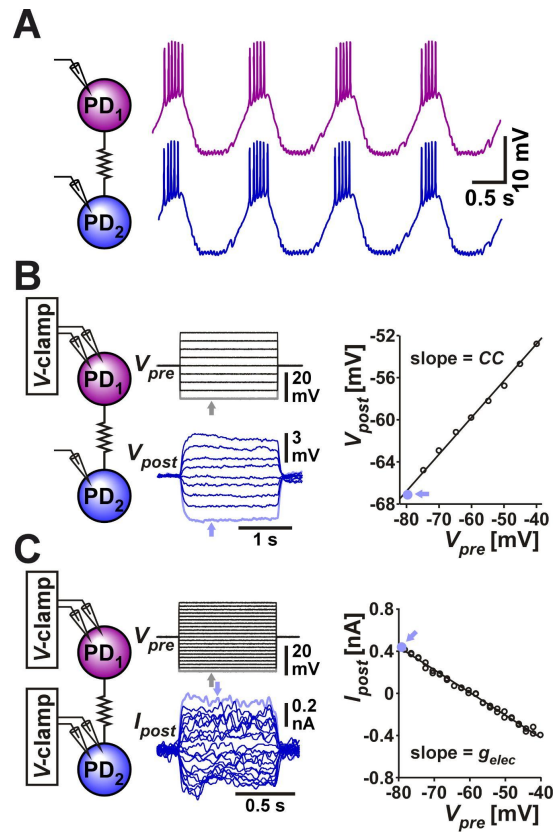 A
PD1
PD2
0.5 s
10 mV
B
V-clamp
PD1
PD2
Vpre
20
mV
Vpost
3
mV
1 s
Vpost [mV]
-52
-56
-60
-64
-68
slope = CC
-80 -70 -60 -50 -40
Vpre [mV]
C
V-clamp
V-clamp
PD1
PD2
Vpre
20
mV
Ipost
0.2
nA
0.5 s
Ipost [nA]
0.8
0.4
0
-0.4
-0.8
slope = gelec
-80 -70 -60 -50 -40
Vpre [mV]